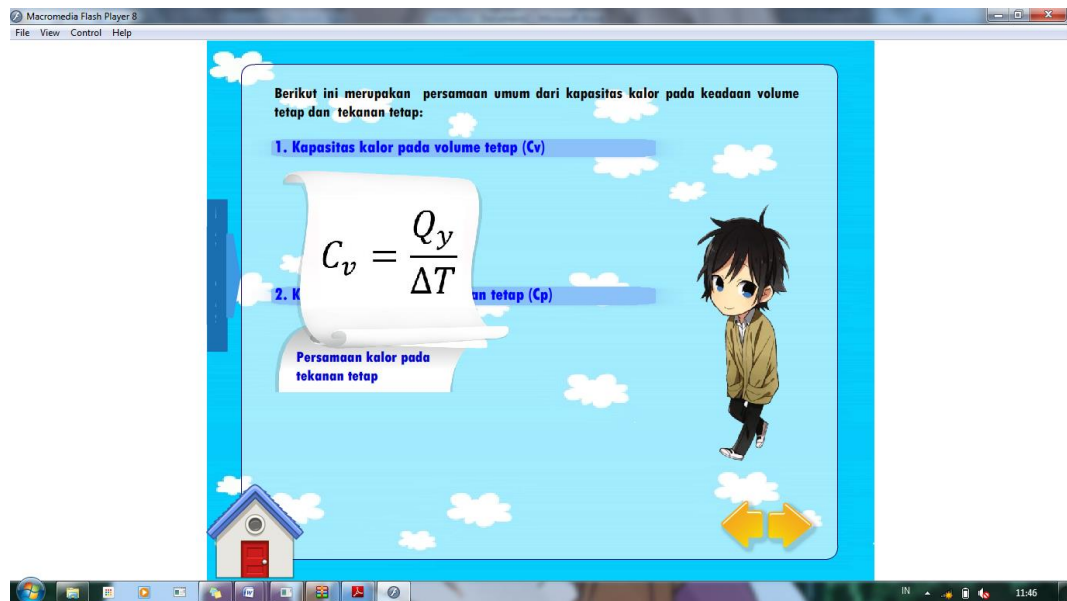 Macromedia Flash Player 8
File View Control Help
Berikut ini merupakan persamaan umum dari kapasitas kalor pada keadaan volume
tetap dan tekanan tetap:
1. Kapasitas kalor pada volume tetap (Cv)
C_v = Q_y / ΔT
2. K an tetap (Cp)
Persamaan kalor pada
tekanan tetap
IN 11:46